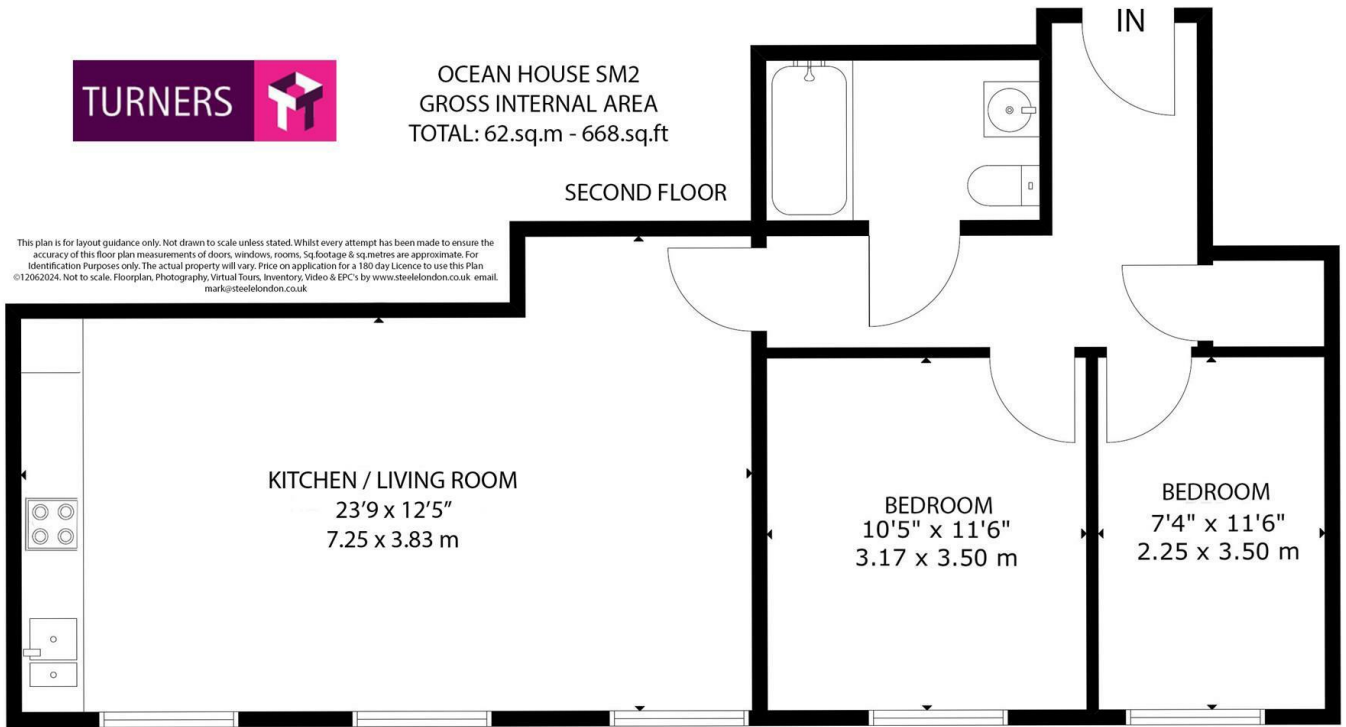 IN
TURNERS
OCEAN HOUSE SM2
GROSS INTERNAL AREA
TOTAL: 62.sq.m - 668.sq.ft
SECOND FLOOR
This plan is for layout guidance only. Not drawn to scale unless stated. Whilst every attempt has been made to ensure the
accuracy of this floor plan measurements of doors, windows, rooms, Sq.footage & sq.metres are approximate. For
Identification Purposes only. The actual property will vary. Price on application for a 180 day Licence to use this Plan
©12062024. Not to scale. Floorplan, Photography, Virtual Tours, Inventory, Video & EPC's by www.steelelondon.co.uk email.
mark@steelelondon.co.uk
KITCHEN / LIVING ROOM
23'9 x 12'5"
7.25 x 3.83 m
BEDROOM
10'5" x 11'6"
3.17 x 3.50 m
BEDROOM
7'4" x 11'6"
2.25 x 3.50 m